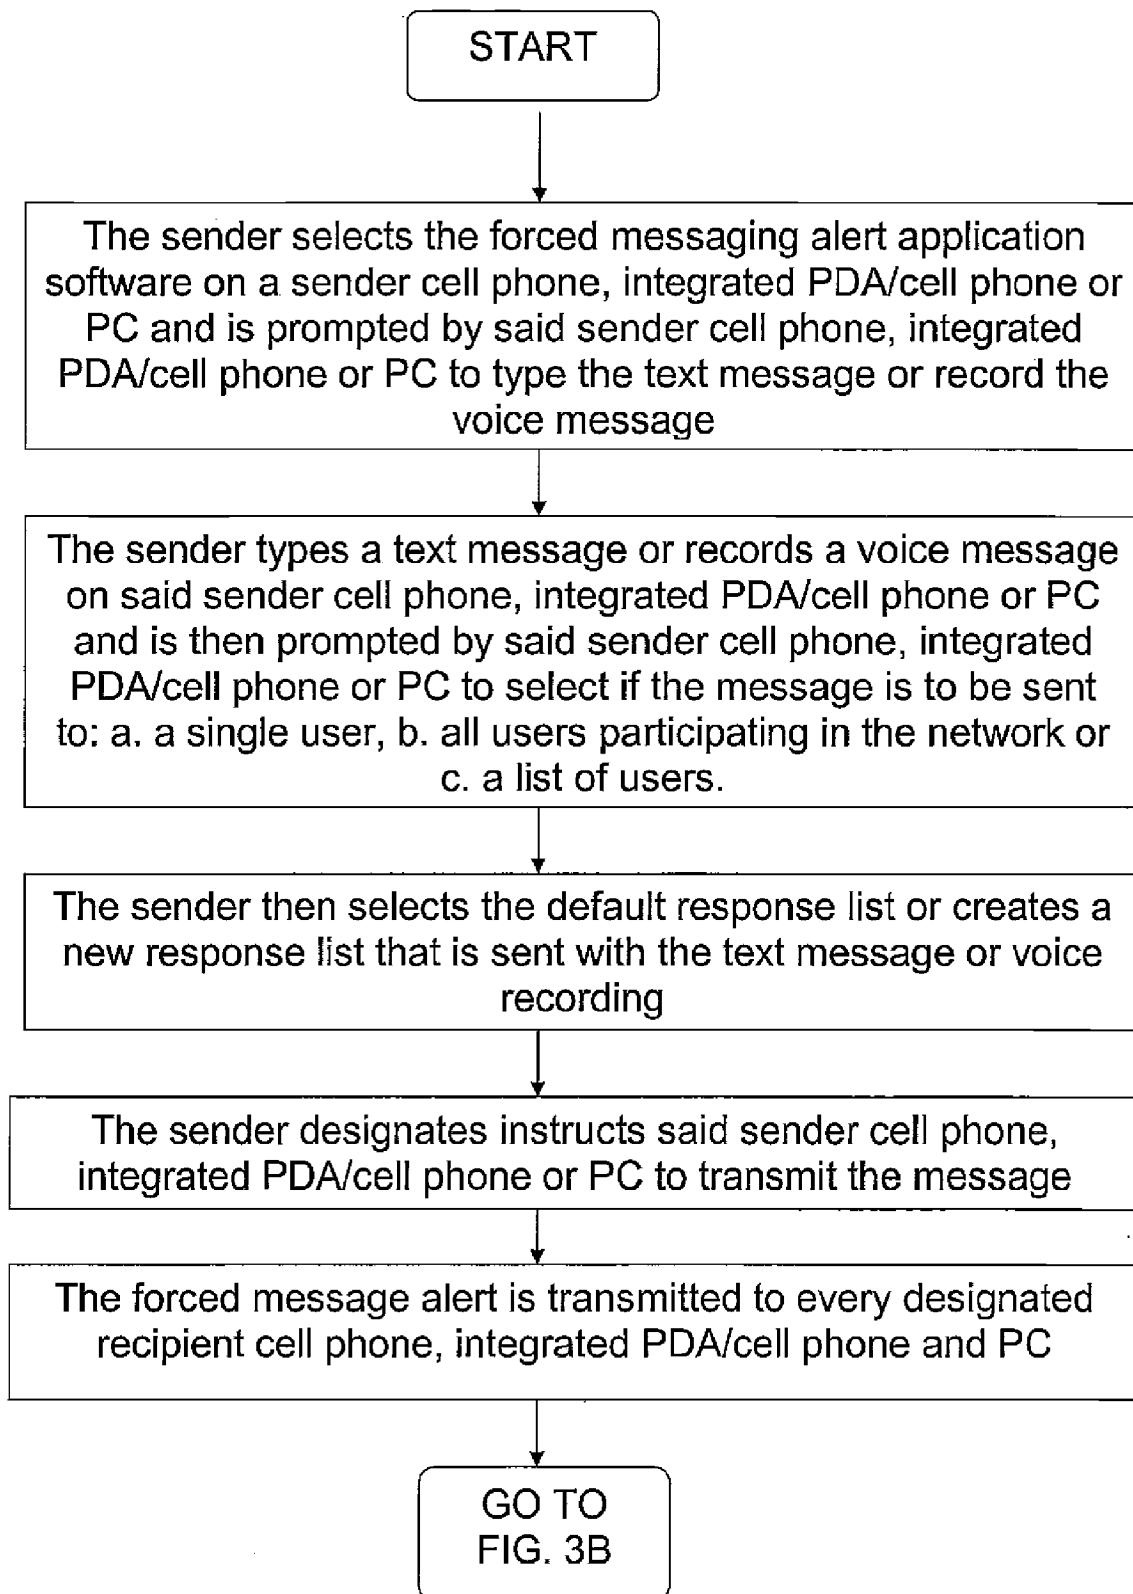 START
The sender selects the forced messaging alert application
software on a sender cell phone, integrated PDA/cell phone or
PC and is prompted by said sender cell phone, integrated
PDA/cell phone or PC to type the text message or record the
voice message
The sender types a text message or records a voice message
on said sender cell phone, integrated PDA/cell phone or PC
and is then prompted by said sender cell phone, integrated
PDA/cell phone or PC to select if the message is to be sent
to: a. a single user, b. all users participating in the network or
c. a list of users.
The sender then selects the default response list or creates a
new response list that is sent with the text message or voice
recording
The sender designates instructs said sender cell phone,
integrated PDA/cell phone or PC to transmit the message
The forced message alert is transmitted to every designated
recipient cell phone, integrated PDA/cell phone and PC
GO TO
FIG. 3B